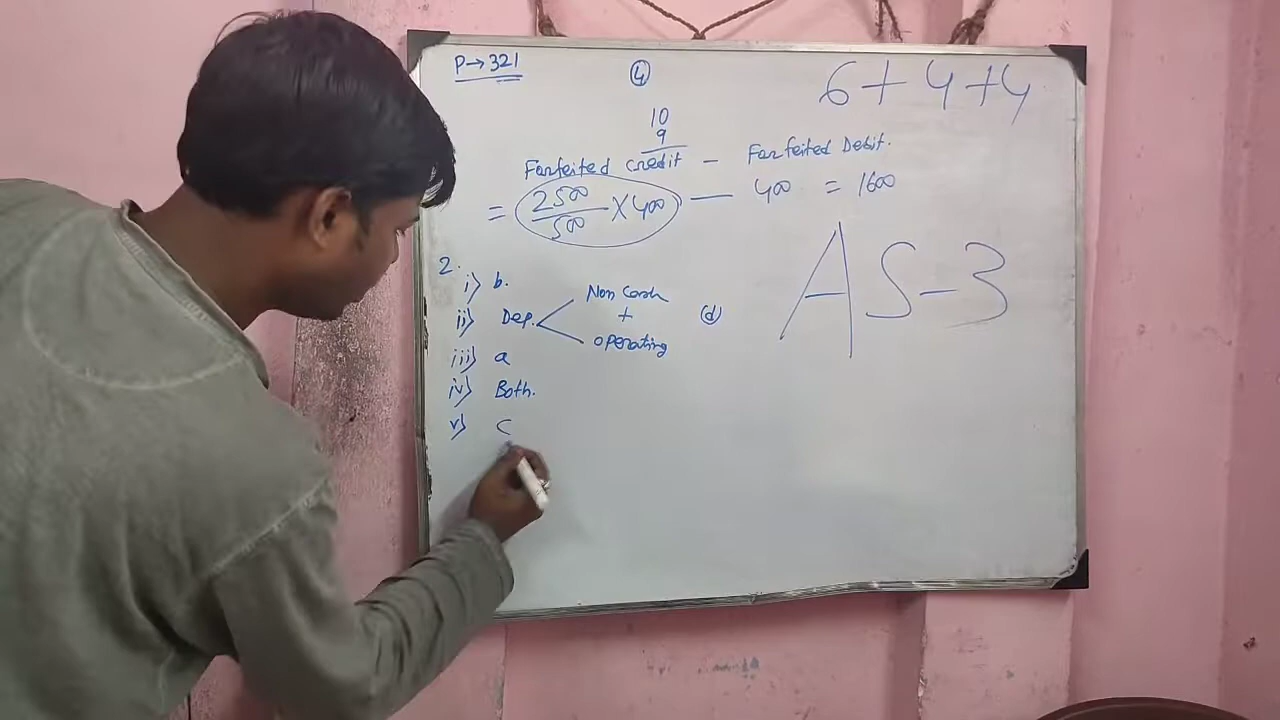 P→321
4
6+4+4
10
9
Forfeited Credit - Forfeited Debit.
= 2500/500 × 400 — 400 = 1600
2.
i) b.
ii) Dep. Non Cash + operating (d)
AS-3
iii) a
iv) Both.
v) C